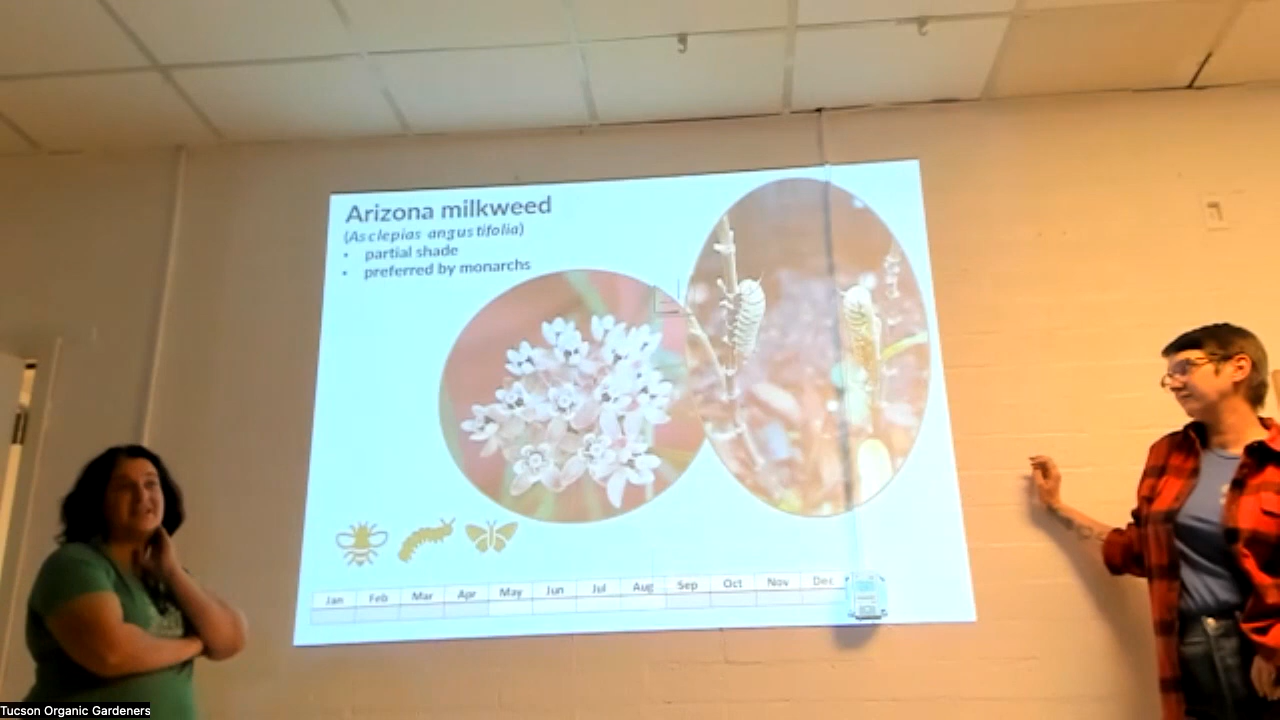 Arizona milkweed
(Asclepias angustifolia)
• partial shade
• preferred by monarchs
Jan Feb Mar Apr May Jun Jul Aug Sep Oct Nov Dec
Tucson Organic Gardeners